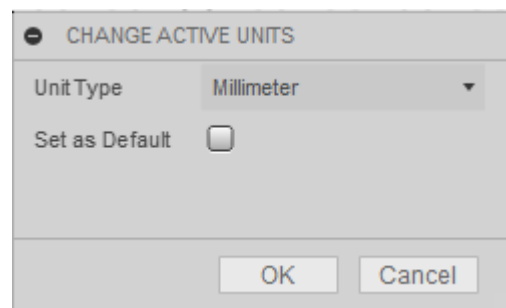 CHANGE ACTIVE UNITS
Unit Type Millimeter
Set as Default
OK Cancel